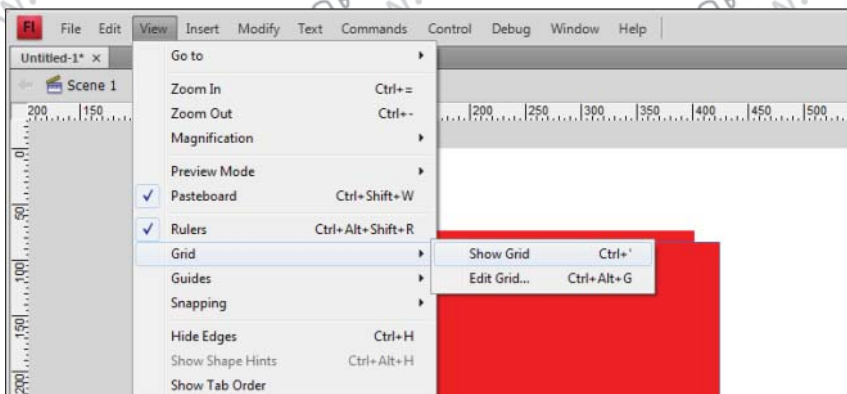 Fl File Edit View Insert Modify Text Commands Control Debug Window Help
Untitled-1* ×
Scene 1
200 150 200 250 300 350 400 450 500
0
50
100
150
200
Go to
Zoom In Ctrl+=
Zoom Out Ctrl+-
Magnification
Preview Mode
Pasteboard Ctrl+Shift+W
Rulers Ctrl+Alt+Shift+R
Grid
Guides
Snapping
Hide Edges Ctrl+H
Show Shape Hints Ctrl+Alt+H
Show Tab Order
Show Grid Ctrl+'
Edit Grid... Ctrl+Alt+G